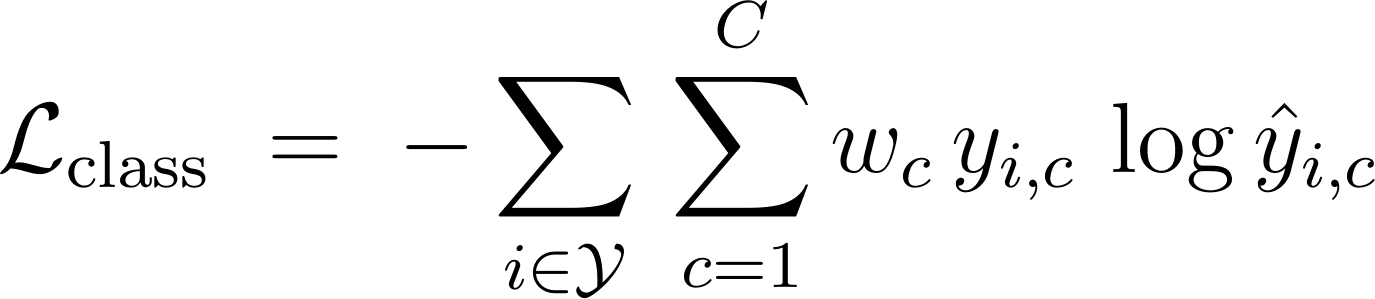 $\mathcal{L}_{\text{class}} = -\sum_{i \in \mathcal{Y}} \sum_{c=1}^{C} w_c \, y_{i,c} \, \log \hat{y}_{i,c}$